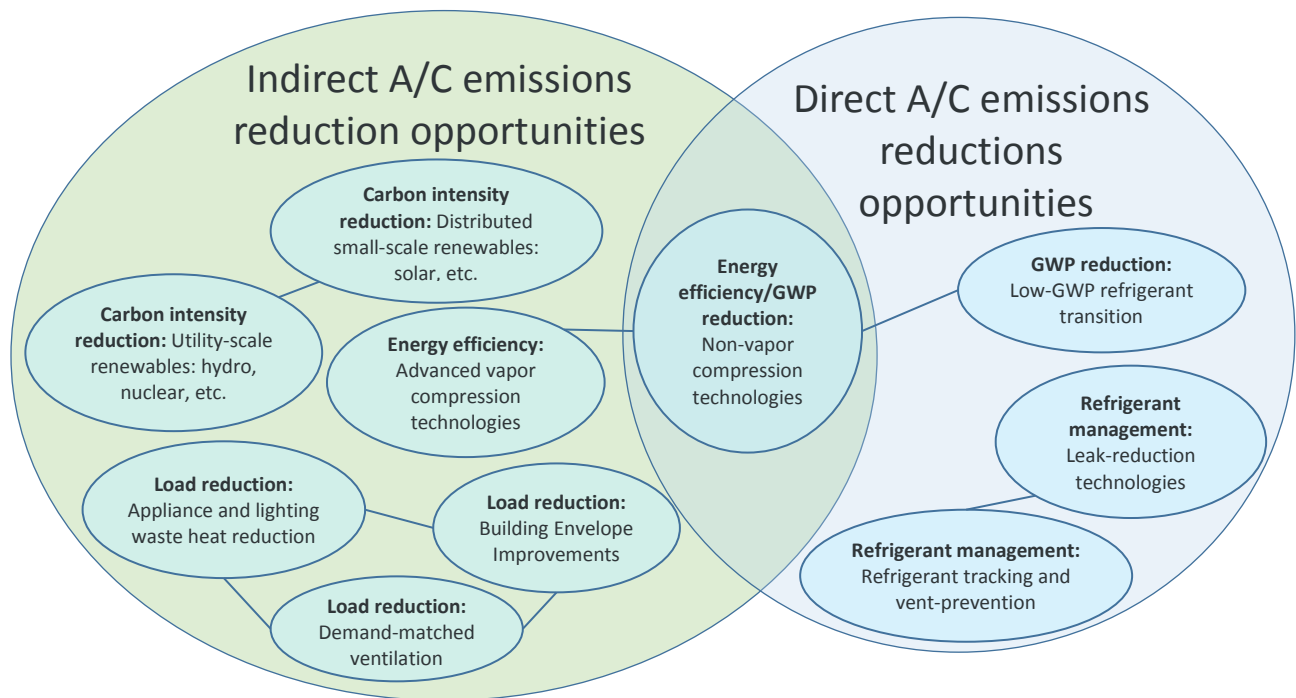 Indirect A/C emissions
reduction opportunities
Direct A/C emissions
reductions
opportunities
Carbon intensity
reduction: Distributed
small-scale renewables:
solar, etc.
Carbon intensity
reduction: Utility-scale
renewables: hydro,
nuclear, etc.
Energy efficiency:
Advanced vapor
compression
technologies
Energy
efficiency/GWP
reduction:
Non-vapor
compression
technologies
GWP reduction:
Low-GWP refrigerant
transition
Refrigerant
management:
Leak-reduction
technologies
Load reduction:
Appliance and lighting
waste heat reduction
Load reduction:
Building Envelope
Improvements
Load reduction:
Demand-matched
ventilation
Refrigerant management:
Refrigerant tracking and
vent-prevention